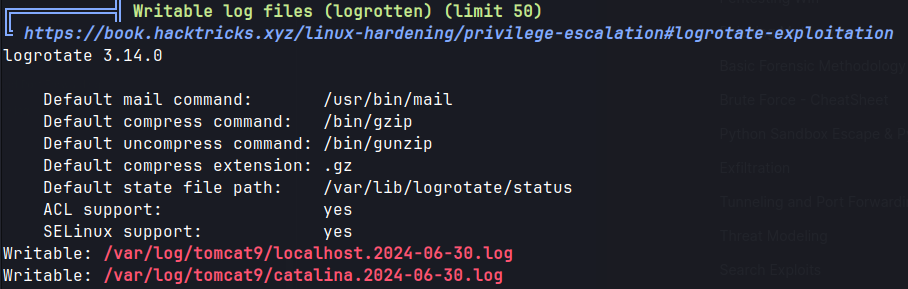 Writable log files (logrotten) (limit 50)
https://book.hacktricks.xyz/linux-hardening/privilege-escalation#logrotate-exploitation
logrotate 3.14.0
Default mail command: /usr/bin/mail
Default compress command: /bin/gzip
Default uncompress command: /bin/gunzip
Default compress extension: .gz
Default state file path: /var/lib/logrotate/status
ACL support: yes
SELinux support: yes
Writable: /var/log/tomcat9/localhost.2024-06-30.log
Writable: /var/log/tomcat9/catalina.2024-06-30.log
Basic Forensic Methodology
Brute Force - CheatSheet
Python Sandbox Escape &
Exfiltration
Tunneling and Port
Threat Modeling
Search Exploits